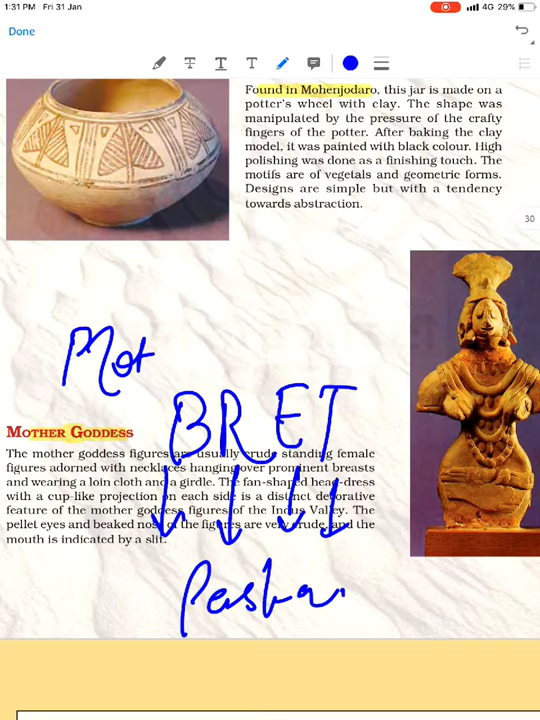 1:31 PM Fri 31 Jan
4G 29%
Done
T T T
Found in Mohenjodaro, this jar is made on a
potter's wheel with clay. The shape was
manipulated by the pressure of the crafty
fingers of the potter. After baking the clay
model, it was painted with black colour. High
polishing was done as a finishing touch. The
motifs are of vegetals and geometric forms.
Designs are simple but with a tendency
towards abstraction.
30
Mot
BRET
MOTHER GODDESS
The mother goddess figures are usually crude standing female
figures adorned with necklaces hanging over prominent breasts
and wearing a loin cloth and a girdle. The fan-shaped head dress
with a cup-like projection on each side is a distinct decorative
feature of the mother goddess figures of the Indus Valley. The
pellet eyes and beaked nose of the figures are very crude, and the
mouth is indicated by a slit.